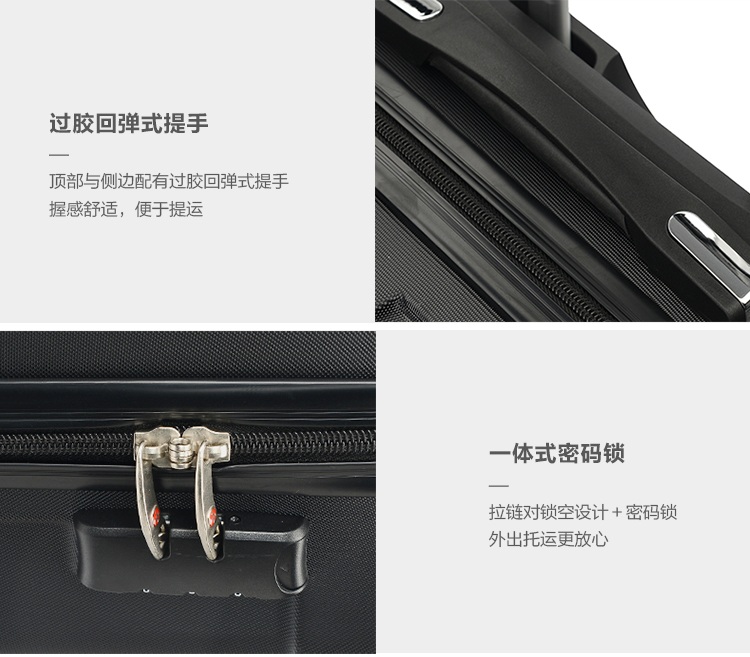 过胶回弹式提手
顶部与侧边配有过胶回弹式提手
握感舒适，便于提运
一体式密码锁
拉链对锁空设计 + 密码锁
外出托运更放心